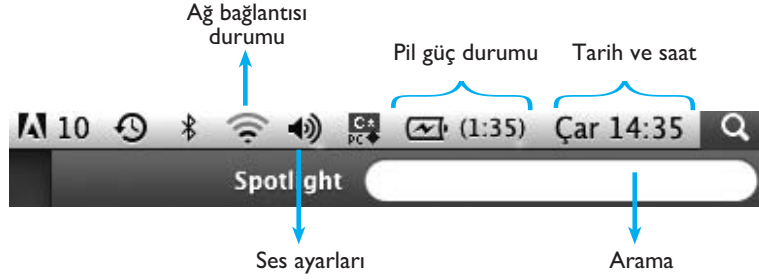 Ağ bağlantısı
durumu
Pil güç durumu
Tarih ve saat
10 C PC (1:35) Çar 14:35
Spotlight
Ses ayarları
Arama